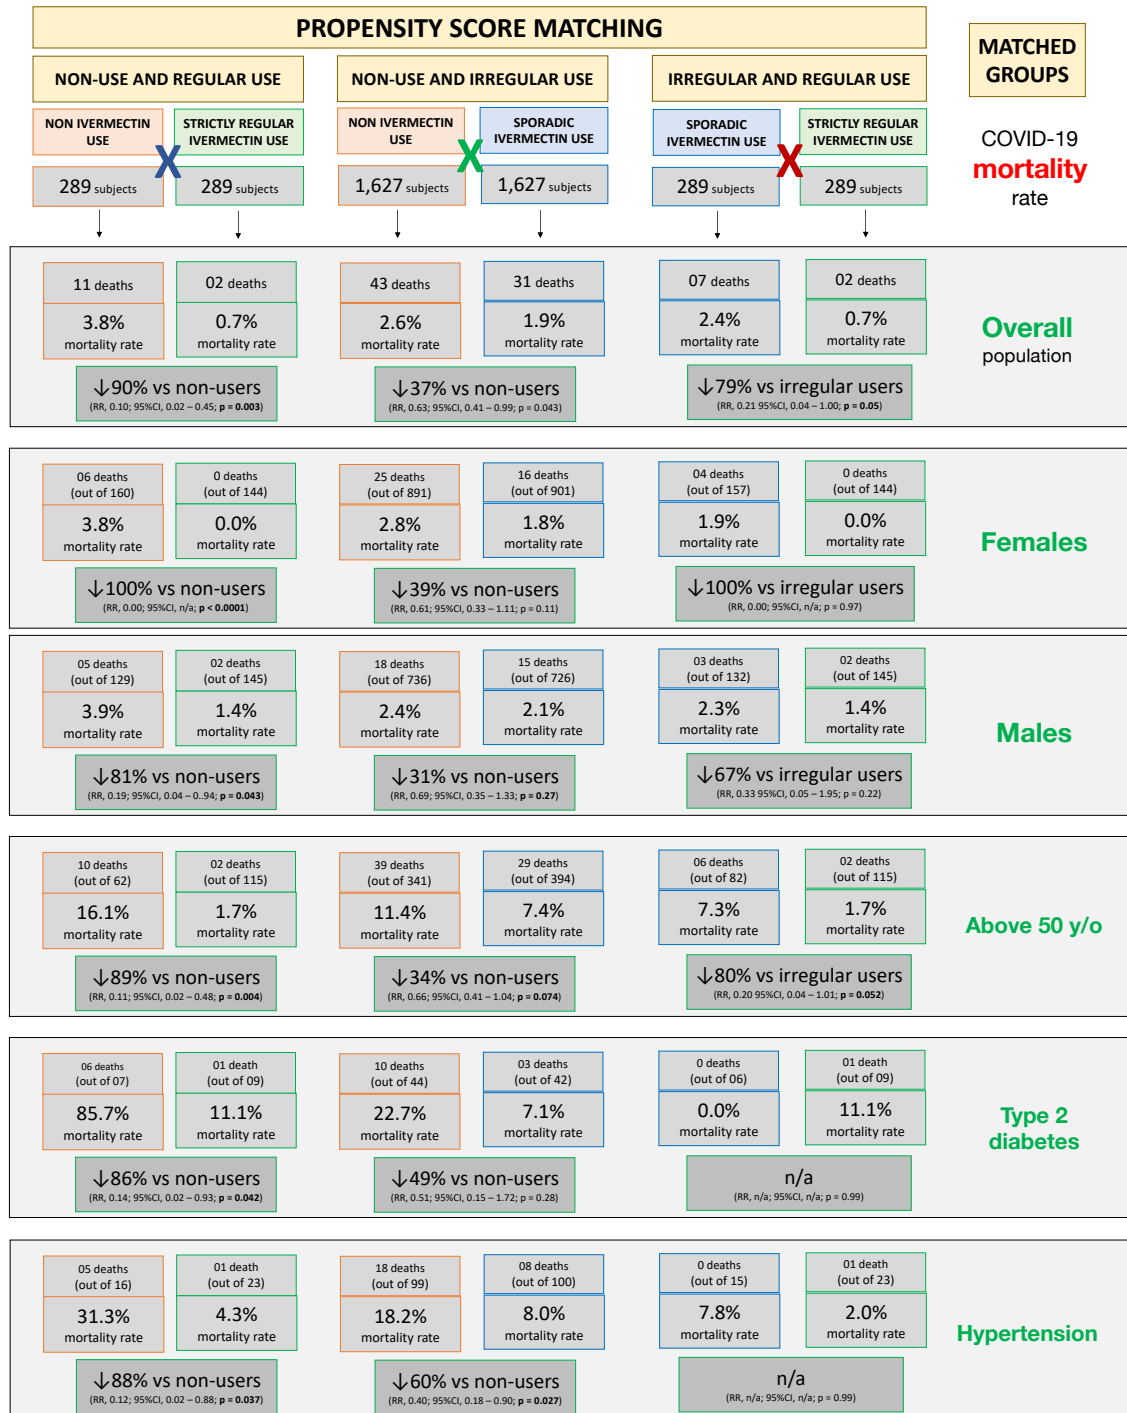 PROPENSITY SCORE MATCHING
MATCHED
GROUPS
NON-USE AND REGULAR USE
NON-USE AND IRREGULAR USE
IRREGULAR AND REGULAR USE
NON IVERMECTIN
USE
STRICTLY REGULAR
IVERMECTIN USE
NON IVERMECTIN
USE
SPORADIC
IVERMECTIN USE
SPORADIC
IVERMECTIN USE
STRICTLY REGULAR
IVERMECTIN USE
X
X
X
289 subjects
289 subjects
1,627 subjects
1,627 subjects
289 subjects
289 subjects
COVID-19
mortality
rate
11 deaths
02 deaths
43 deaths
31 deaths
07 deaths
02 deaths
3.8%
mortality rate
0.7%
mortality rate
2.6%
mortality rate
1.9%
mortality rate
2.4%
mortality rate
0.7%
mortality rate
↓90% vs non-users
(RR, 0.10; 95%CI, 0.02 – 0.45; p = 0.003)
↓37% vs non-users
(RR, 0.63; 95%CI, 0.41 – 0.99; p = 0.043)
↓79% vs irregular users
(RR, 0.21 95%CI, 0.04 – 1.00; p = 0.05)
Overall
population
06 deaths
(out of 160)
0 deaths
(out of 144)
25 deaths
(out of 891)
16 deaths
(out of 901)
04 deaths
(out of 157)
0 deaths
(out of 144)
3.8%
mortality rate
0.0%
mortality rate
2.8%
mortality rate
1.8%
mortality rate
1.9%
mortality rate
0.0%
mortality rate
↓100% vs non-users
(RR, 0.00; 95%CI, n/a; p < 0.0001)
↓39% vs non-users
(RR, 0.61; 95%CI, 0.33 – 1.11; p = 0.11)
↓100% vs irregular users
(RR, 0.00; 95%CI, n/a; p = 0.97)
Females
05 deaths
(out of 129)
02 deaths
(out of 145)
18 deaths
(out of 736)
15 deaths
(out of 726)
03 deaths
(out of 132)
02 deaths
(out of 145)
3.9%
mortality rate
1.4%
mortality rate
2.4%
mortality rate
2.1%
mortality rate
2.3%
mortality rate
1.4%
mortality rate
↓81% vs non-users
(RR, 0.19; 95%CI, 0.04 – 0..94; p = 0.043)
↓31% vs non-users
(RR, 0.69; 95%CI, 0.35 – 1.33; p = 0.27)
↓67% vs irregular users
(RR, 0.33 95%CI, 0.05 – 1.95; p = 0.22)
Males
10 deaths
(out of 62)
02 deaths
(out of 115)
39 deaths
(out of 341)
29 deaths
(out of 394)
06 deaths
(out of 82)
02 deaths
(out of 115)
16.1%
mortality rate
1.7%
mortality rate
11.4%
mortality rate
7.4%
mortality rate
7.3%
mortality rate
1.7%
mortality rate
↓89% vs non-users
(RR, 0.11; 95%CI, 0.02 – 0.48; p = 0.004)
↓34% vs non-users
(RR, 0.66; 95%CI, 0.41 – 1.04; p = 0.074)
↓80% vs irregular users
(RR, 0.20 95%CI, 0.04 – 1.01; p = 0.052)
Above 50 y/o
06 deaths
(out of 07)
01 death
(out of 09)
10 deaths
(out of 44)
03 deaths
(out of 42)
0 deaths
(out of 06)
01 death
(out of 09)
85.7%
mortality rate
11.1%
mortality rate
22.7%
mortality rate
7.1%
mortality rate
0.0%
mortality rate
11.1%
mortality rate
↓86% vs non-users
(RR, 0.14; 95%CI, 0.02 – 0.93; p = 0.042)
↓49% vs non-users
(RR, 0.51; 95%CI, 0.15 – 1.72; p = 0.28)
n/a
(RR, n/a; 95%CI, n/a; p = 0.99)
Type 2
diabetes
05 deaths
(out of 16)
01 death
(out of 23)
18 deaths
(out of 99)
08 deaths
(out of 100)
0 deaths
(out of 15)
01 death
(out of 23)
31.3%
mortality rate
4.3%
mortality rate
18.2%
mortality rate
8.0%
mortality rate
7.8%
mortality rate
2.0%
mortality rate
↓88% vs non-users
(RR, 0.12; 95%CI, 0.02 – 0.88; p = 0.037)
↓60% vs non-users
(RR, 0.40; 95%CI, 0.18 – 0.90; p = 0.027)
n/a
(RR, n/a; 95%CI, n/a; p = 0.99)
Hypertension